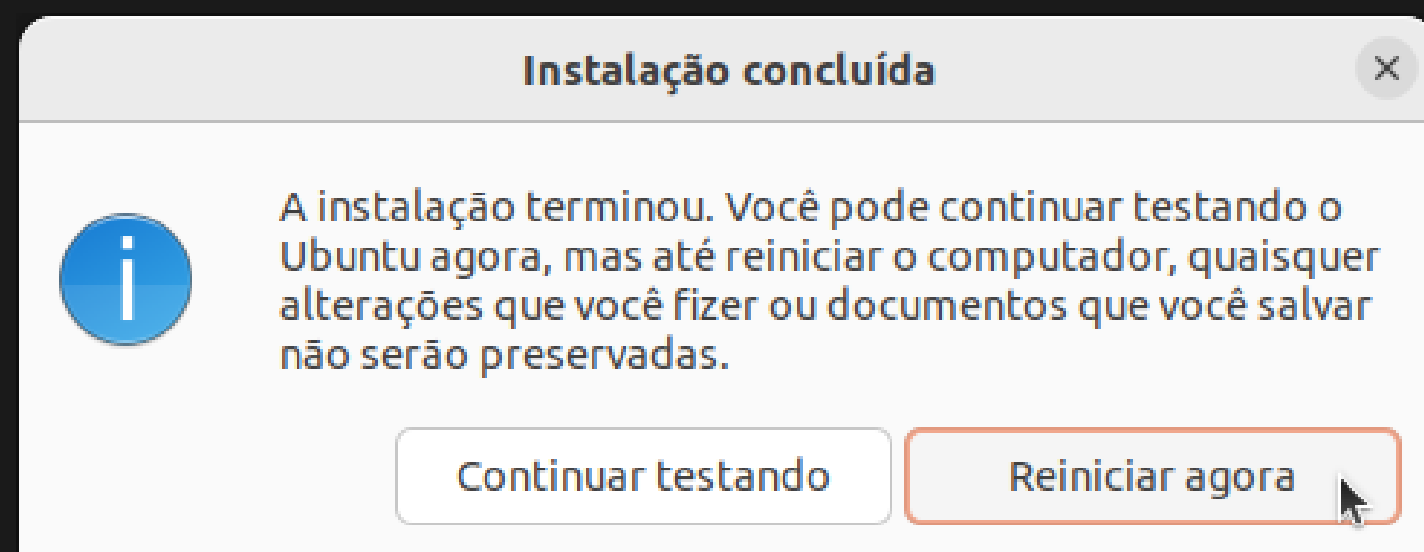 Instalação concluída
A instalação terminou. Você pode continuar testando o
Ubuntu agora, mas até reiniciar o computador, quaisquer
alterações que você fizer ou documentos que você salvar
não serão preservadas.
Continuar testando
Reiniciar agora